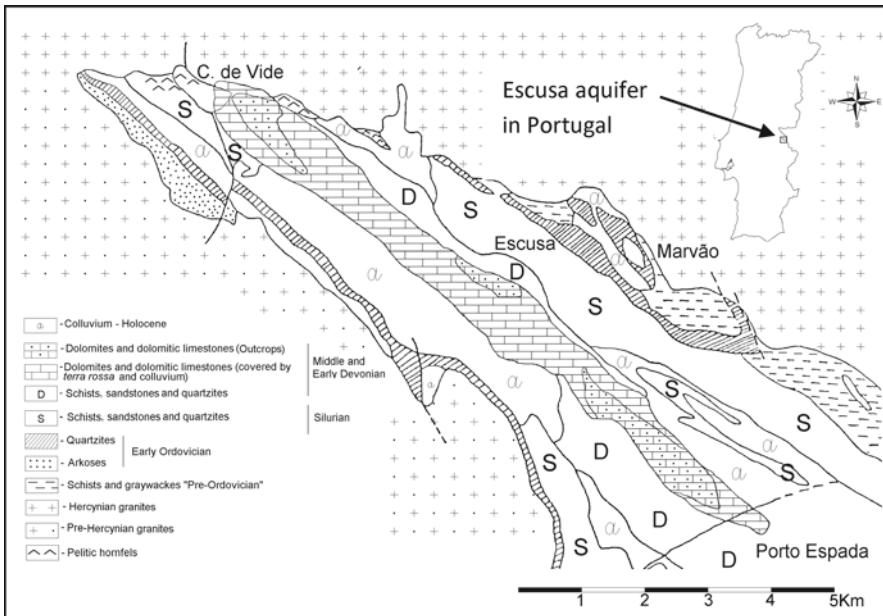 C. de Vide
Escusa aquifer
in Portugal
N
W
E
S
S
a
S
a
D
S
a
Escusa
a
Marvão
D
a
S
S
a
a
S
a
S
D
a
S
D
a
S
D
Porto Espada
a - Colluvium - Holocene
- Dolomites and dolomitic limestones (Outcrops)
- Dolomites and dolomitic limestones (covered by
terra rossa and colluvium)
Middle and
Early Devonian
D - Schists. sandstones and quartzites
S - Schists. sandstones and quartzites
Silurian
- Quartzites
- Arkoses
Early Ordovician
- Schists and graywackes "Pre-Ordovician"
- Hercynian granites
- Pre-Hercynian granites
- Pelitic hornfels
1 2 3 4 5Km